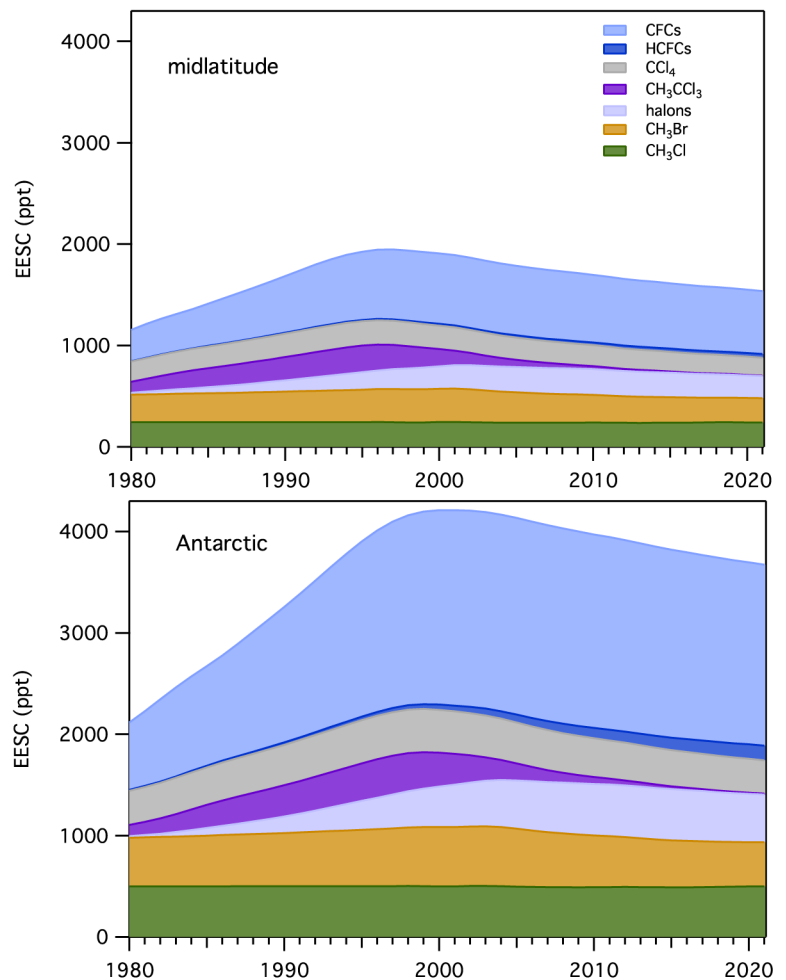 4000
3000
2000
1000
0
EESC (ppt)
midlatitude
CFCs
HCFCs
CCl₄
CH₃CCl₃
halons
CH₃Br
CH₃Cl
1980 1990 2000 2010 2020
4000
3000
2000
1000
0
EESC (ppt)
Antarctic
1980 1990 2000 2010 2020